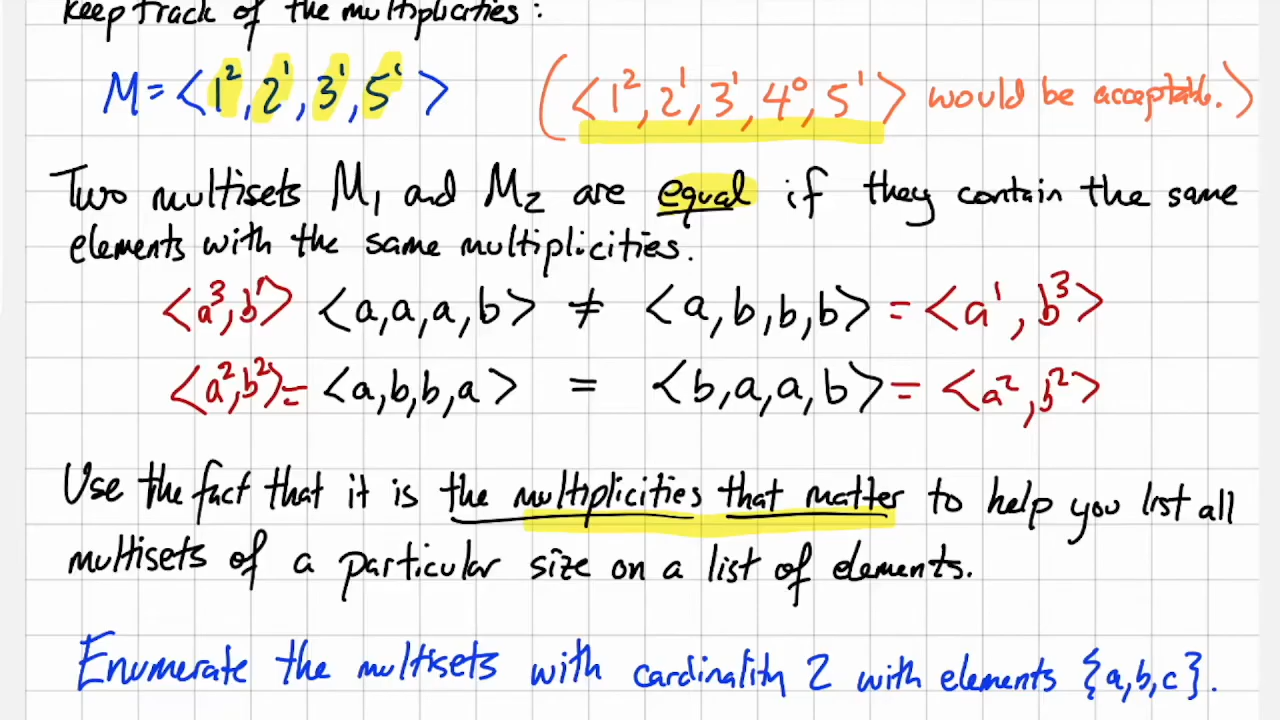 keep track of the multiplicities:
M = <1², 2¹, 3¹, 5¹> (<1², 2¹, 3¹, 4⁰, 5¹> would be acceptable.)
Two multisets M₁ and M₂ are equal if they contain the same
elements with the same multiplicities.
<a³, b¹> <a, a, a, b> ≠ <a, b, b, b> = <a¹, b³>
<a², b²> = <a, b, b, a> = <b, a, a, b> = <a², b²>
Use the fact that it is the multiplicities that matter to help you list all
multisets of a particular size on a list of elements.
Enumerate the multisets with cardinality 2 with elements {a,b,c}.